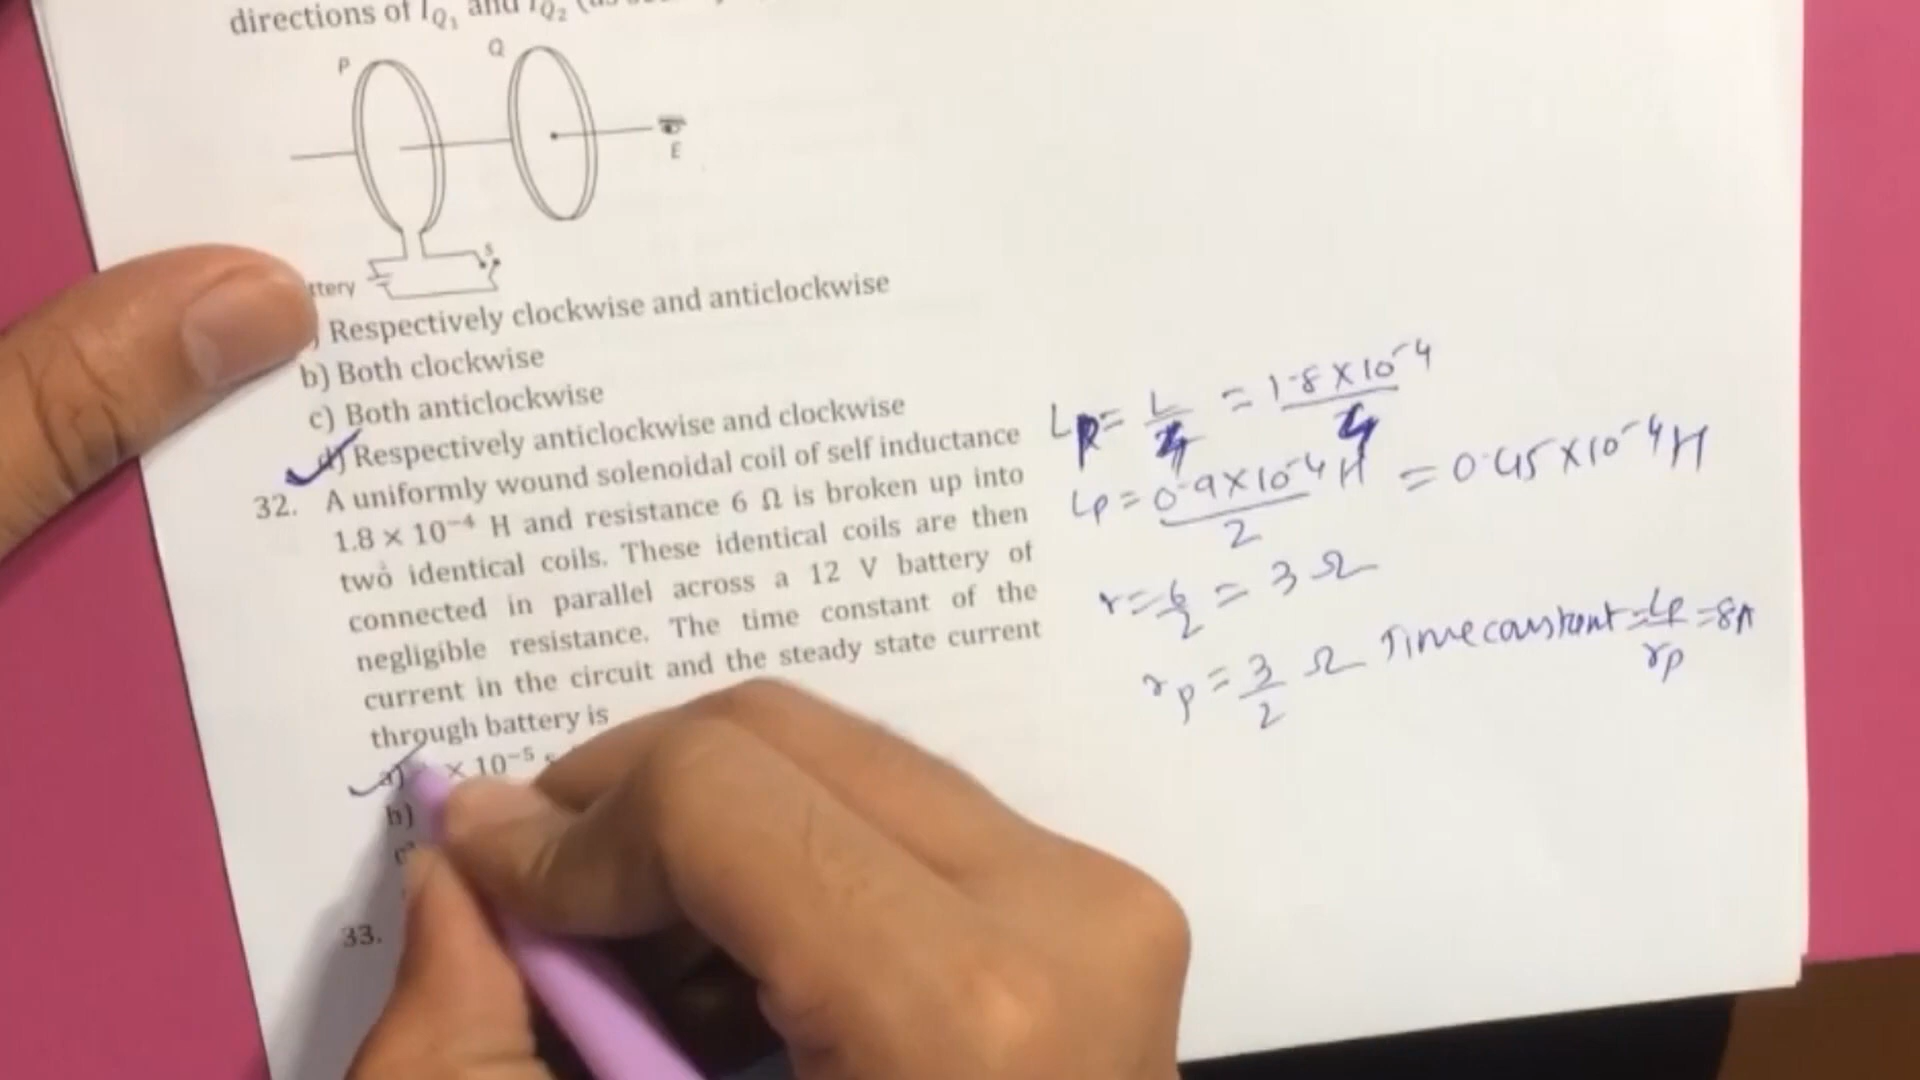 directions of I_Q₁ and I_Q₂
P
Q
E
S
ttery
) Respectively clockwise and anticlockwise
b) Both clockwise
c) Both anticlockwise
d) Respectively anticlockwise and clockwise
32. A uniformly wound solenoidal coil of self inductance
1.8 × 10⁻⁴ H and resistance 6 Ω is broken up into
two identical coils. These identical coils are then
connected in parallel across a 12 V battery of
negligible resistance. The time constant of the
current in the circuit and the steady state current
through battery is
a) × 10⁻⁵ s
b)
33.
= L/4 = 1.8 × 10⁻⁴/4
Lp = 0.9 × 10⁻⁴ H/2 = 0.45 × 10⁻⁴ H
r = 6/2 = 3 Ω
rp = 3/2 Ω Time constant = Lp/rp = 8A